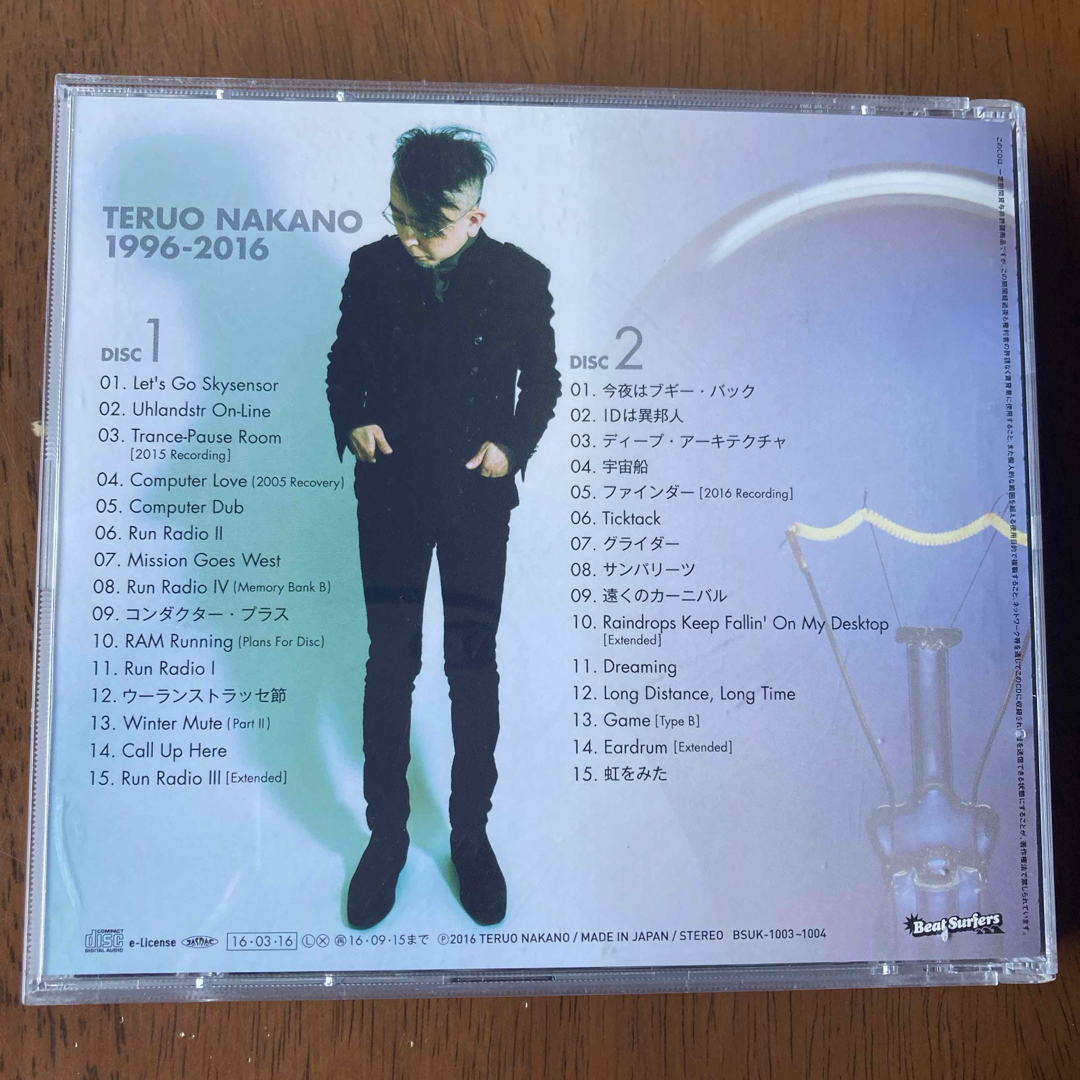 TERUO NAKANO
1996-2016
DISC 1
01. Let's Go Skysensor
02. Uhlandstr On-Line
03. Trance-Pause Room
[2015 Recording]
04. Computer Love (2005 Recovery)
05. Computer Dub
06. Run Radio II
07. Mission Goes West
08. Run Radio IV (Memory Bank B)
09. コンダクター・プラス
10. RAM Running (Plans For Disc)
11. Run Radio I
12. ウーランストラッセ節
13. Winter Mute (Part II)
14. Call Up Here
15. Run Radio III [Extended]
DISC 2
01. 今夜はブギー・バック
02. IDは異邦人
03. ディープ・アーキテクチャ
04. 宇宙船
05. ファインダー [2016 Recording]
06. Ticktack
07. グライダー
08. サンバリーツ
09. 遠くのカーニバル
10. Raindrops Keep Fallin' On My Desktop
[Extended]
11. Dreaming
12. Long Distance, Long Time
13. Game [Type B]
14. Eardrum [Extended]
15. 虹をみた
COMPACT
disc
DIGITAL AUDIO
e-License JASRAC 16・03・16 Ⓛ Ⓧ 16・09・15まで Ⓟ2016 TERUO NAKANO / MADE IN JAPAN / STEREO BSUK-1003-1004
Beat Surfers